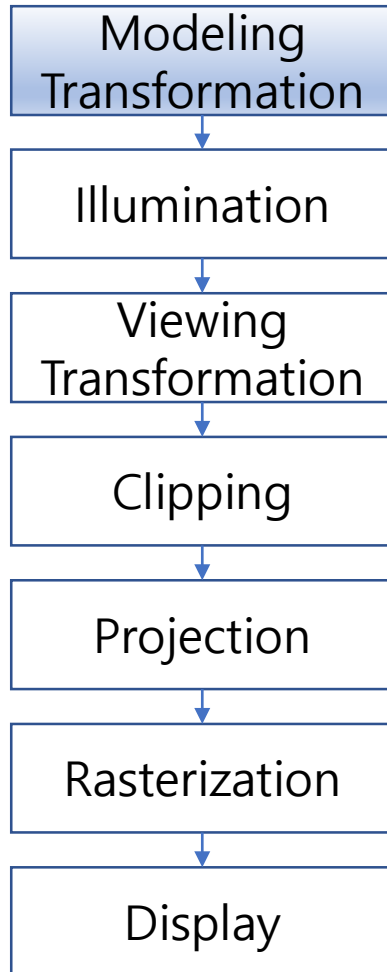 Modeling
Transformation
Illumination
Viewing
Transformation
Clipping
Projection
Rasterization
Display